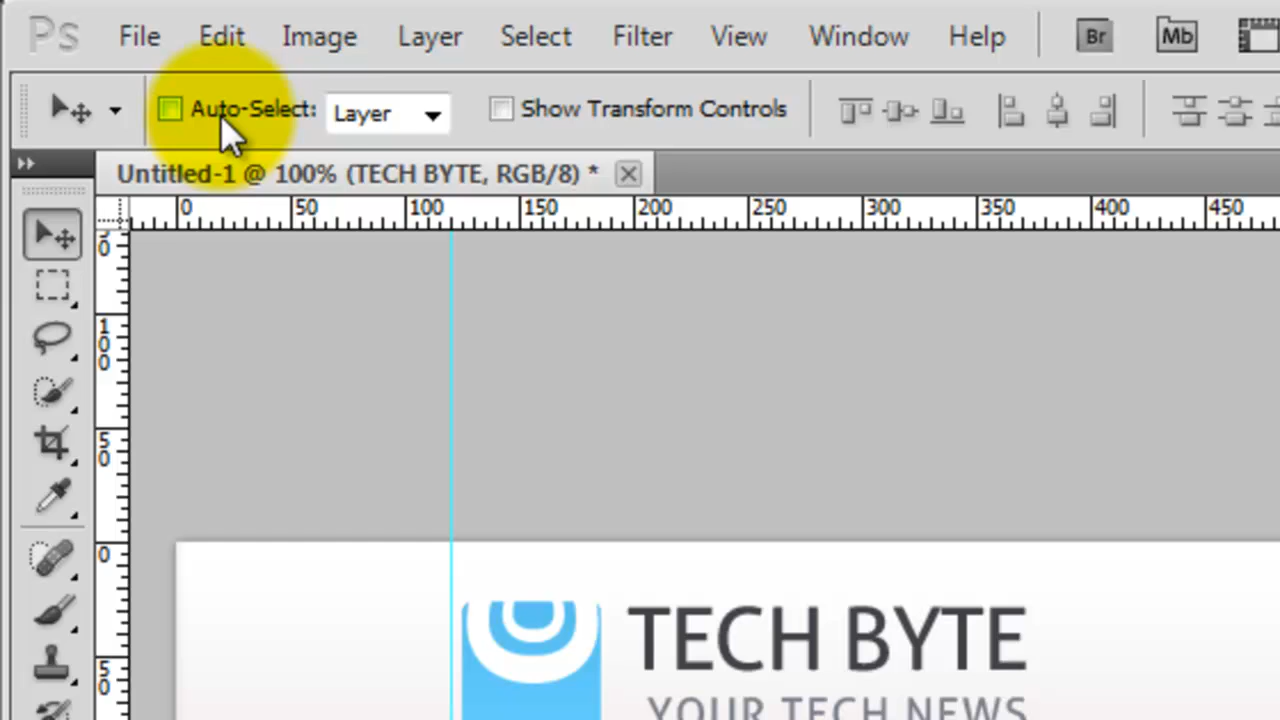 Ps File Edit Image Layer Select Filter View Window Help Br Mb
Auto-Select: Layer Show Transform Controls
Untitled-1 @ 100% (TECH BYTE, RGB/8) *
0 50 100 150 200 250 300 350 400 450
50
100
50
0
50
TECH BYTE
YOUR TECH NEWS